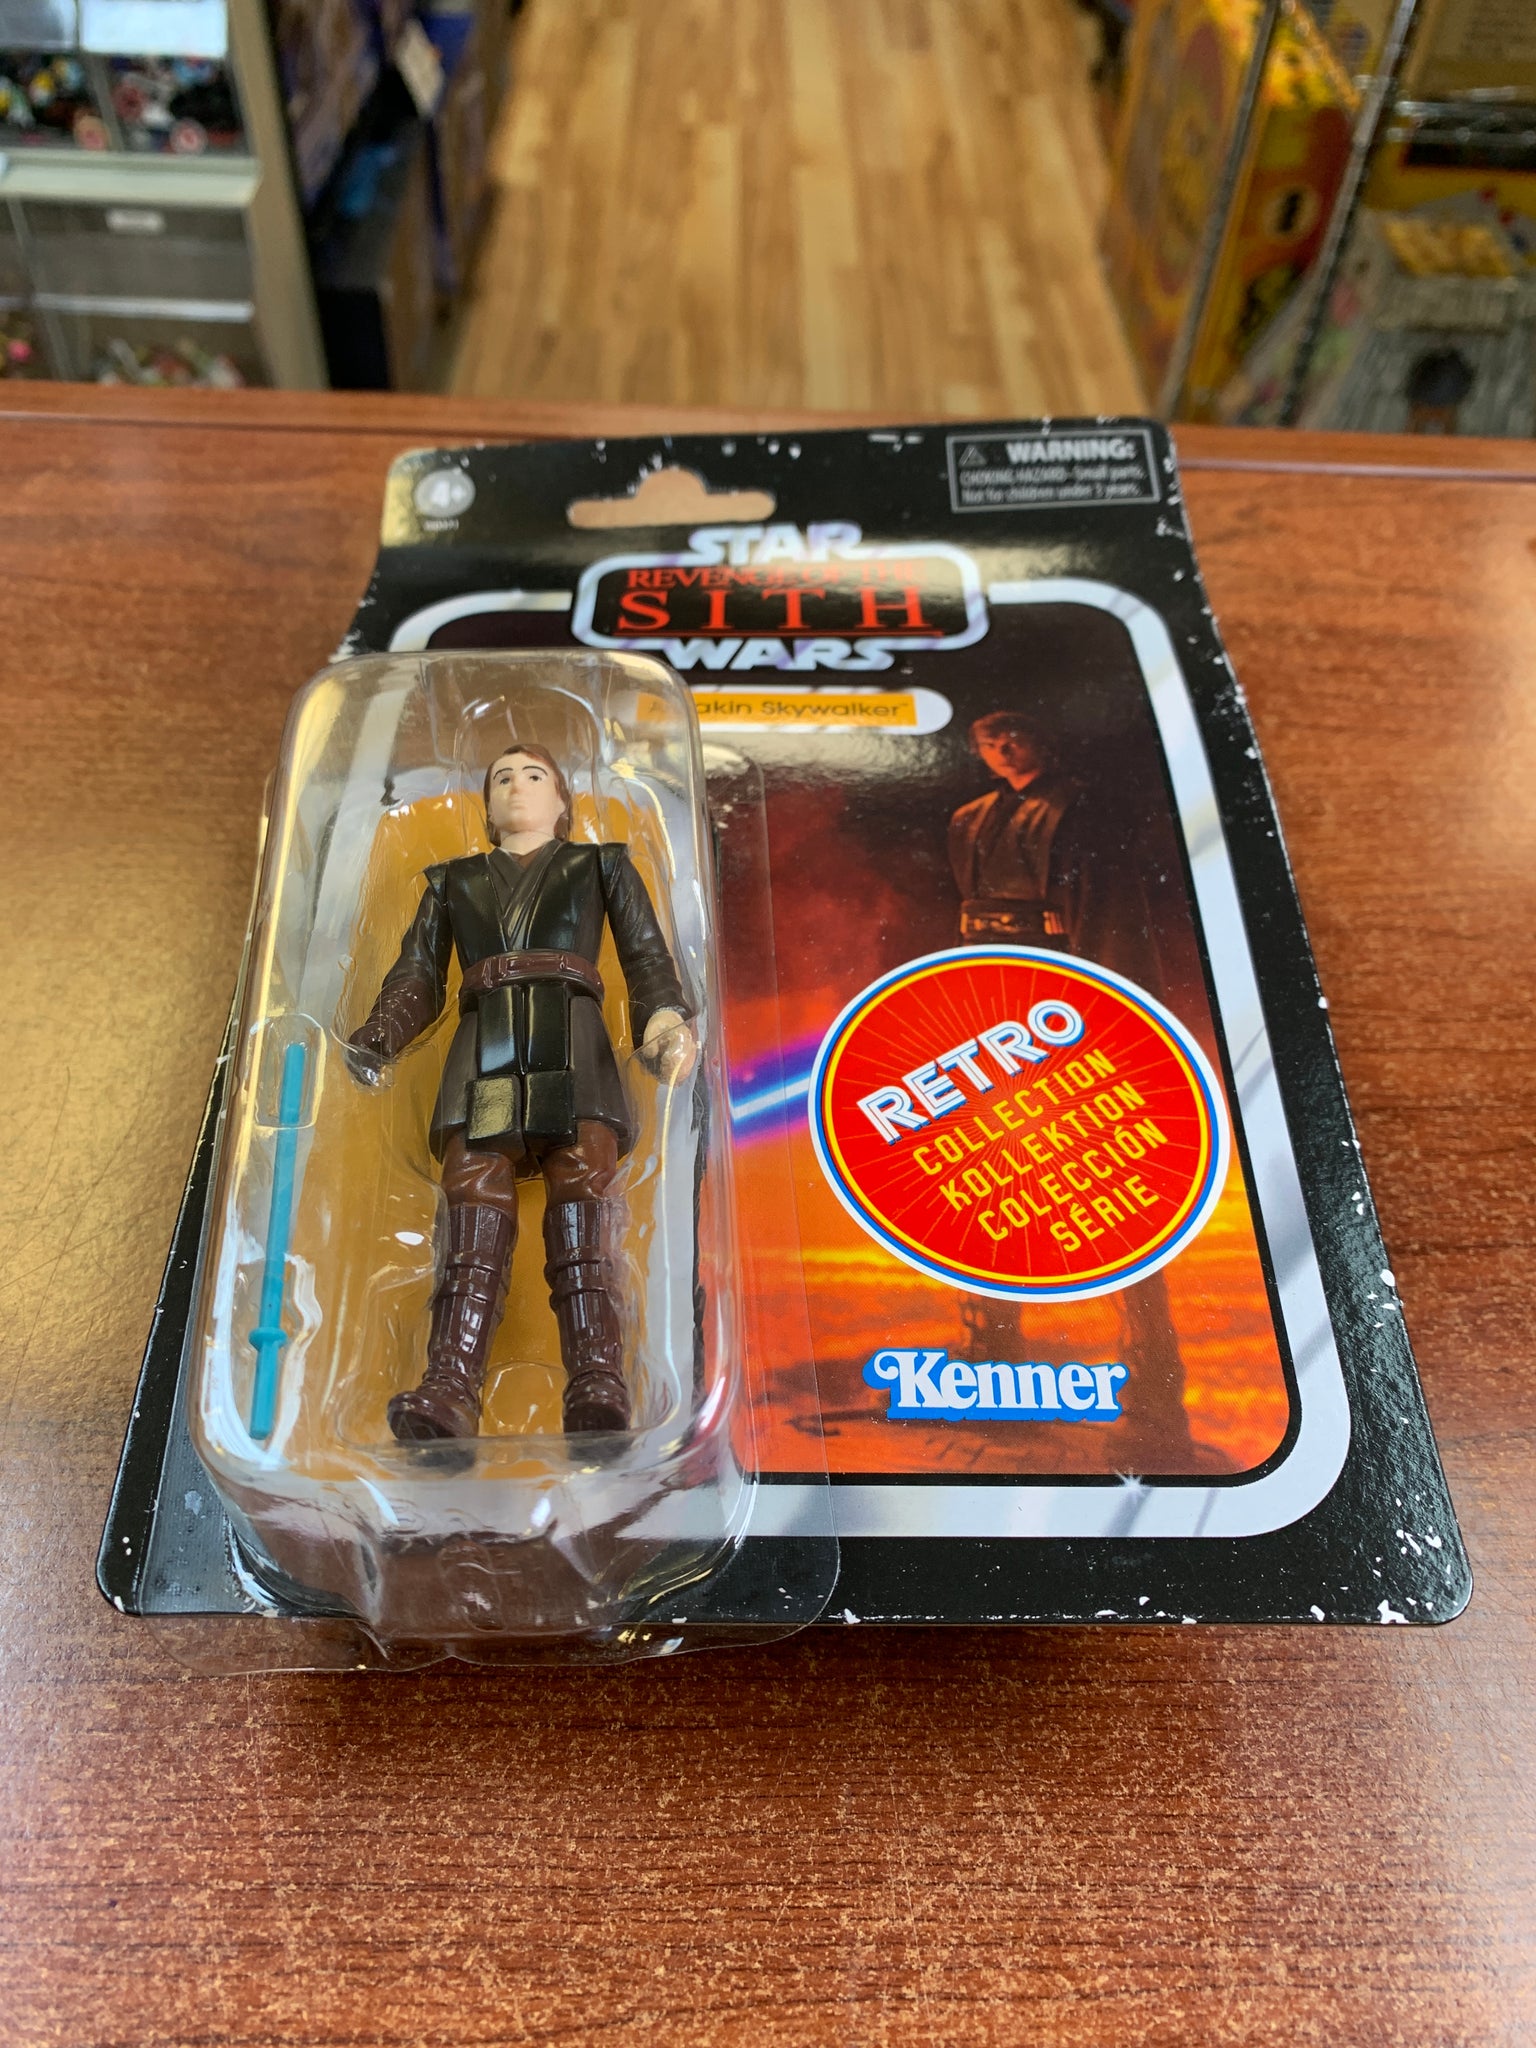 4+
WARNING:
CHOKING HAZARD - Small parts.
Not for children under 3 years.
STAR
REVENGE OF THE
SITH
WARS
akin Skywalker™
RETRO
COLLECTION
KOLLEKTION
COLECCIÓN
SÉRIE
Kenner